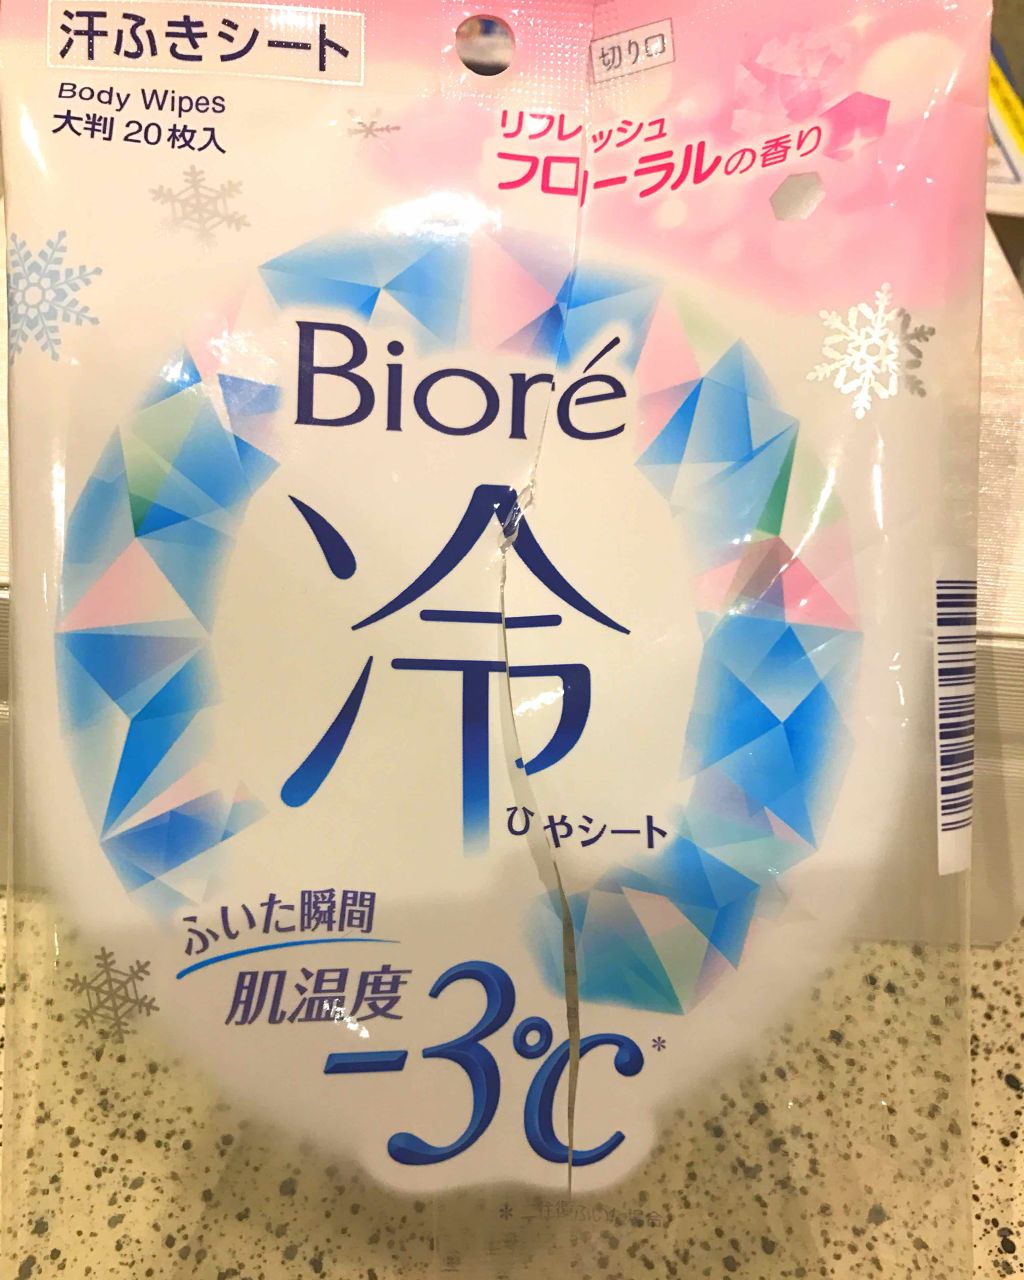 汗ふきシート
Body Wipes
大判 20枚入
切り口
リフレッシュ
フローラルの香り
Bioré
冷
ひやシート
ふいた瞬間
肌温度
-3℃*